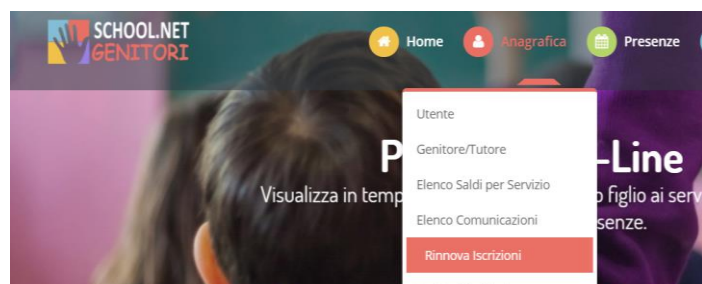 SCHOOL.NET
GENITORI
Home Anagrafica Presenze
Utente
Genitore/Tutore
Elenco Saldi per Servizio
Elenco Comunicazioni
Rinnova Iscrizioni
P -Line
Visualizza in temp figlio ai serv
senze.